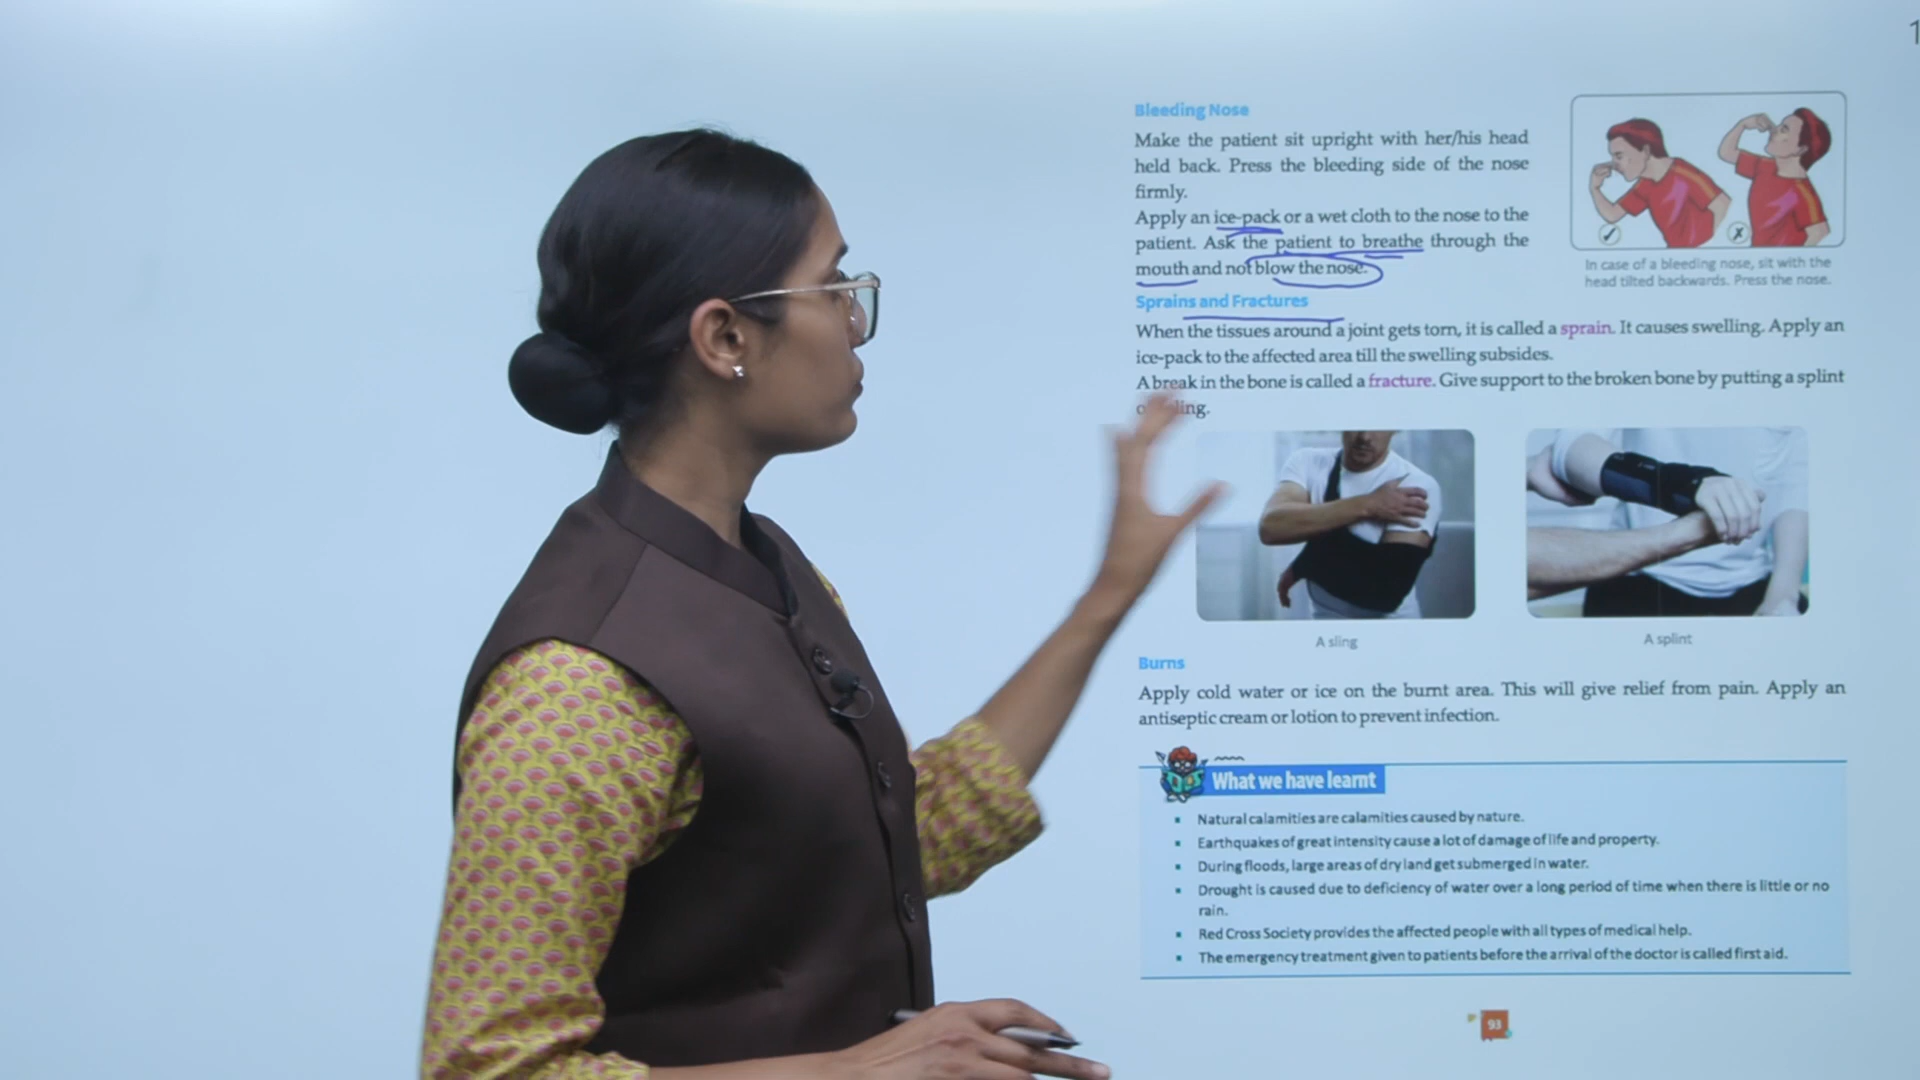 1
Bleeding Nose
Make the patient sit upright with her/his head
held back. Press the bleeding side of the nose
firmly.
Apply an ice-pack or a wet cloth to the nose to the
patient. Ask the patient to breathe through the
mouth and not blow the nose.
In case of a bleeding nose, sit with the
head tilted backwards. Press the nose.
Sprains and Fractures
When the tissues around a joint gets torn, it is called a sprain. It causes swelling. Apply an
ice-pack to the affected area till the swelling subsides.
A break in the bone is called a fracture. Give support to the broken bone by putting a splint
A sling
A splint
Burns
Apply cold water or ice on the burnt area. This will give relief from pain. Apply an
antiseptic cream or lotion to prevent infection.
What we have learnt
Natural calamities are calamities caused by nature.
Earthquakes of great intensity cause a lot of damage of life and property.
During floods, large areas of dry land get submerged in water.
Drought is caused due to deficiency of water over a long period of time when there is little or no
rain.
Red Cross Society provides the affected people with all types of medical help.
The emergency treatment given to patients before the arrival of the doctor is called first aid.
93